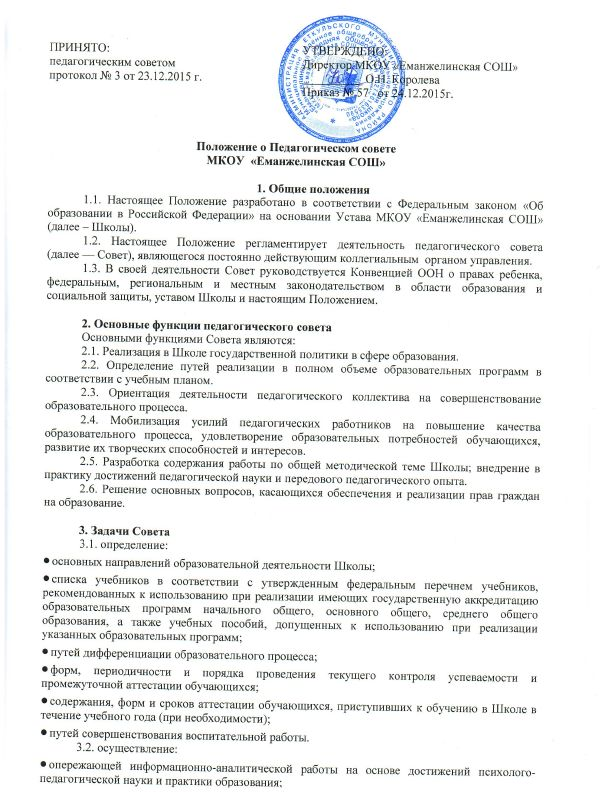 ПРИНЯТО:
педагогическим советом
протокол № 3 от 23.12.2015 г.
УТВЕРЖДЕНО:
Директор МКОУ «Еманжелинская СОШ»
О.Н. Королева
Приказ № 57 от 24.12.2015г.
Положение о Педагогическом совете
МКОУ «Еманжелинская СОШ»
1. Общие положения
1.1. Настоящее Положение разработано в соответствии с Федеральным законом «Об
образовании в Российской Федерации» на основании Устава МКОУ «Еманжелинская СОШ»
(далее – Школы).
1.2. Настоящее Положение регламентирует деятельность педагогического совета
(далее — Совет), являющегося постоянно действующим коллегиальным органом управления.
1.3. В своей деятельности Совет руководствуется Конвенцией ООН о правах ребенка,
федеральным, региональным и местным законодательством в области образования и
социальной защиты, уставом Школы и настоящим Положением.
2. Основные функции педагогического совета
Основными функциями Совета являются:
2.1. Реализация в Школе государственной политики в сфере образования.
2.2. Определение путей реализации в полном объеме образовательных программ в
соответствии с учебным планом.
2.3. Ориентация деятельности педагогического коллектива на совершенствование
образовательного процесса.
2.4. Мобилизация усилий педагогических работников на повышение качества
образовательного процесса, удовлетворение образовательных потребностей обучающихся,
развитие их творческих способностей и интересов.
2.5. Разработка содержания работы по общей методической теме Школы; внедрение в
практику достижений педагогической науки и передового педагогического опыта.
2.6. Решение основных вопросов, касающихся обеспечения и реализации прав граждан
на образование.
3. Задачи Совета
3.1. определение:
● основных направлений образовательной деятельности Школы;
● списка учебников в соответствии с утвержденным федеральным перечнем учебников,
рекомендованных к использованию при реализации имеющих государственную аккредитацию
образовательных программ начального общего, основного общего, среднего общего
образования, а также учебных пособий, допущенных к использованию при реализации
указанных образовательных программ;
● путей дифференциации образовательного процесса;
● форм, периодичности и порядка проведения текущего контроля успеваемости и
промежуточной аттестации обучающихся;
● содержания, форм и сроков аттестации обучающихся, приступивших к обучению в Школе в
течение учебного года (при необходимости);
● путей совершенствования воспитательной работы.
3.2. осуществление:
● опережающей информационно-аналитической работы на основе достижений психолого-
педагогической науки и практики образования;